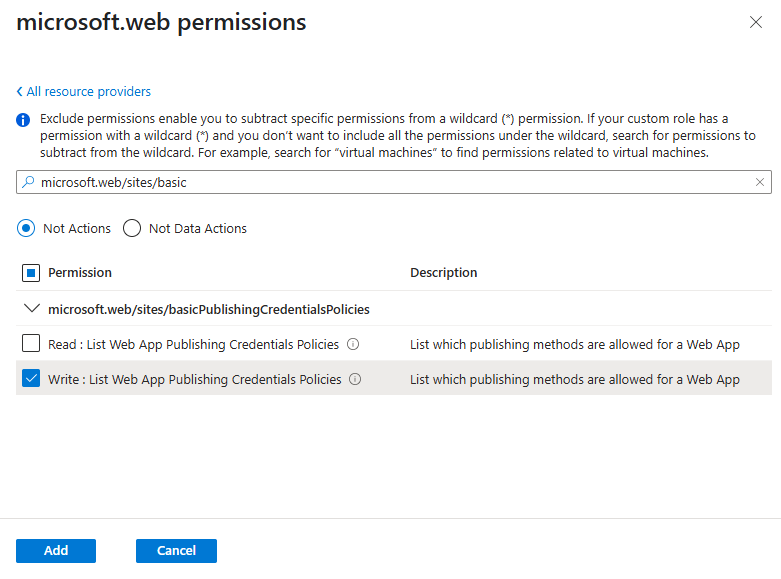 microsoft.web permissions
All resource providers
Exclude permissions enable you to subtract specific permissions from a wildcard (*) permission. If your custom role has a
permission with a wildcard (*) and you don't want to include all the permissions under the wildcard, search for permissions to
subtract from the wildcard. For example, search for "virtual machines" to find permissions related to virtual machines.
microsoft.web/sites/basic
Not Actions Not Data Actions
Permission Description
microsoft.web/sites/basicPublishingCredentialsPolicies
Read : List Web App Publishing Credentials Policies List which publishing methods are allowed for a Web App
Write : List Web App Publishing Credentials Policies List which publishing methods are allowed for a Web App
Add Cancel